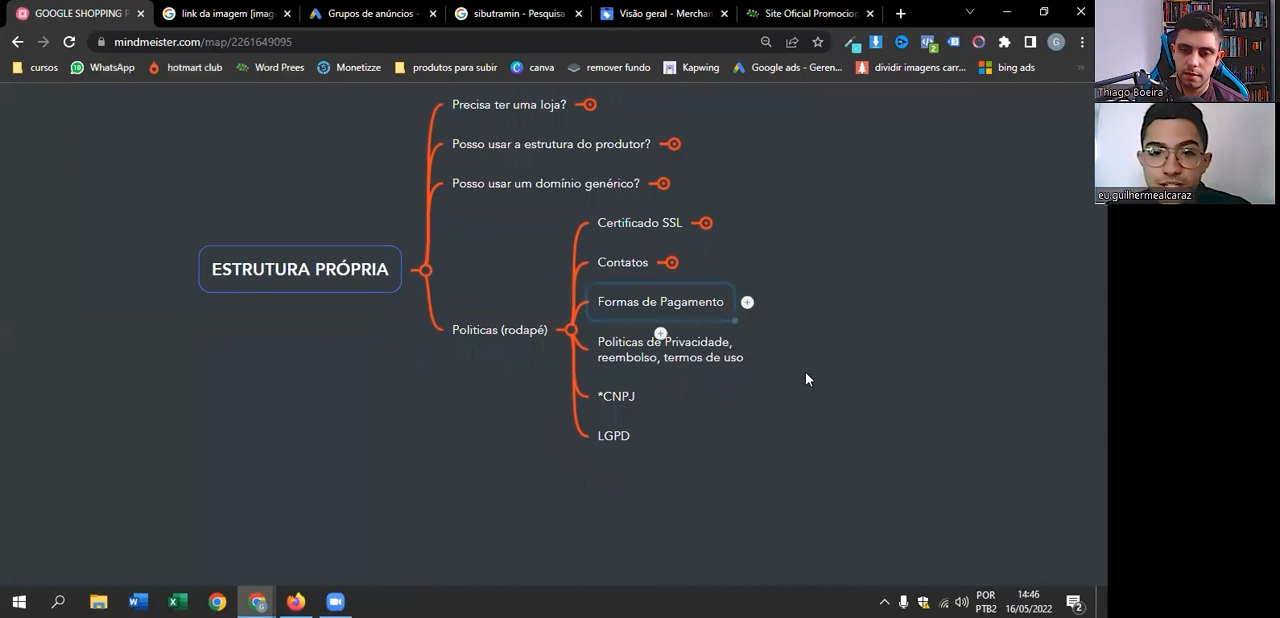 GOOGLE SHOPPING P
link da imagem [imag
Grupos de anúncios -
sibutramin - Pesquisa
Visão geral - Merchan
Site Oficial Promocion
mindmeister.com/map/2261649095
G
cursos
WhatsApp
hotmart club
Word Prees
Monetizze
produtos para subir
canva
remover fundo
Kapwing
Google ads - Geren...
dividir imagens carr...
bing ads
»
Thiago Boeira
eu.guilhermealcaraz
Precisa ter uma loja?
Posso usar a estrutura do produtor?
Posso usar um domínio genérico?
ESTRUTURA PRÓPRIA
Politicas (rodapé)
Certificado SSL
Contatos
Formas de Pagamento
Politicas de Privacidade,
reembolso, termos de uso
*CNPJ
LGPD
POR
PTB2
14:46
16/05/2022
2